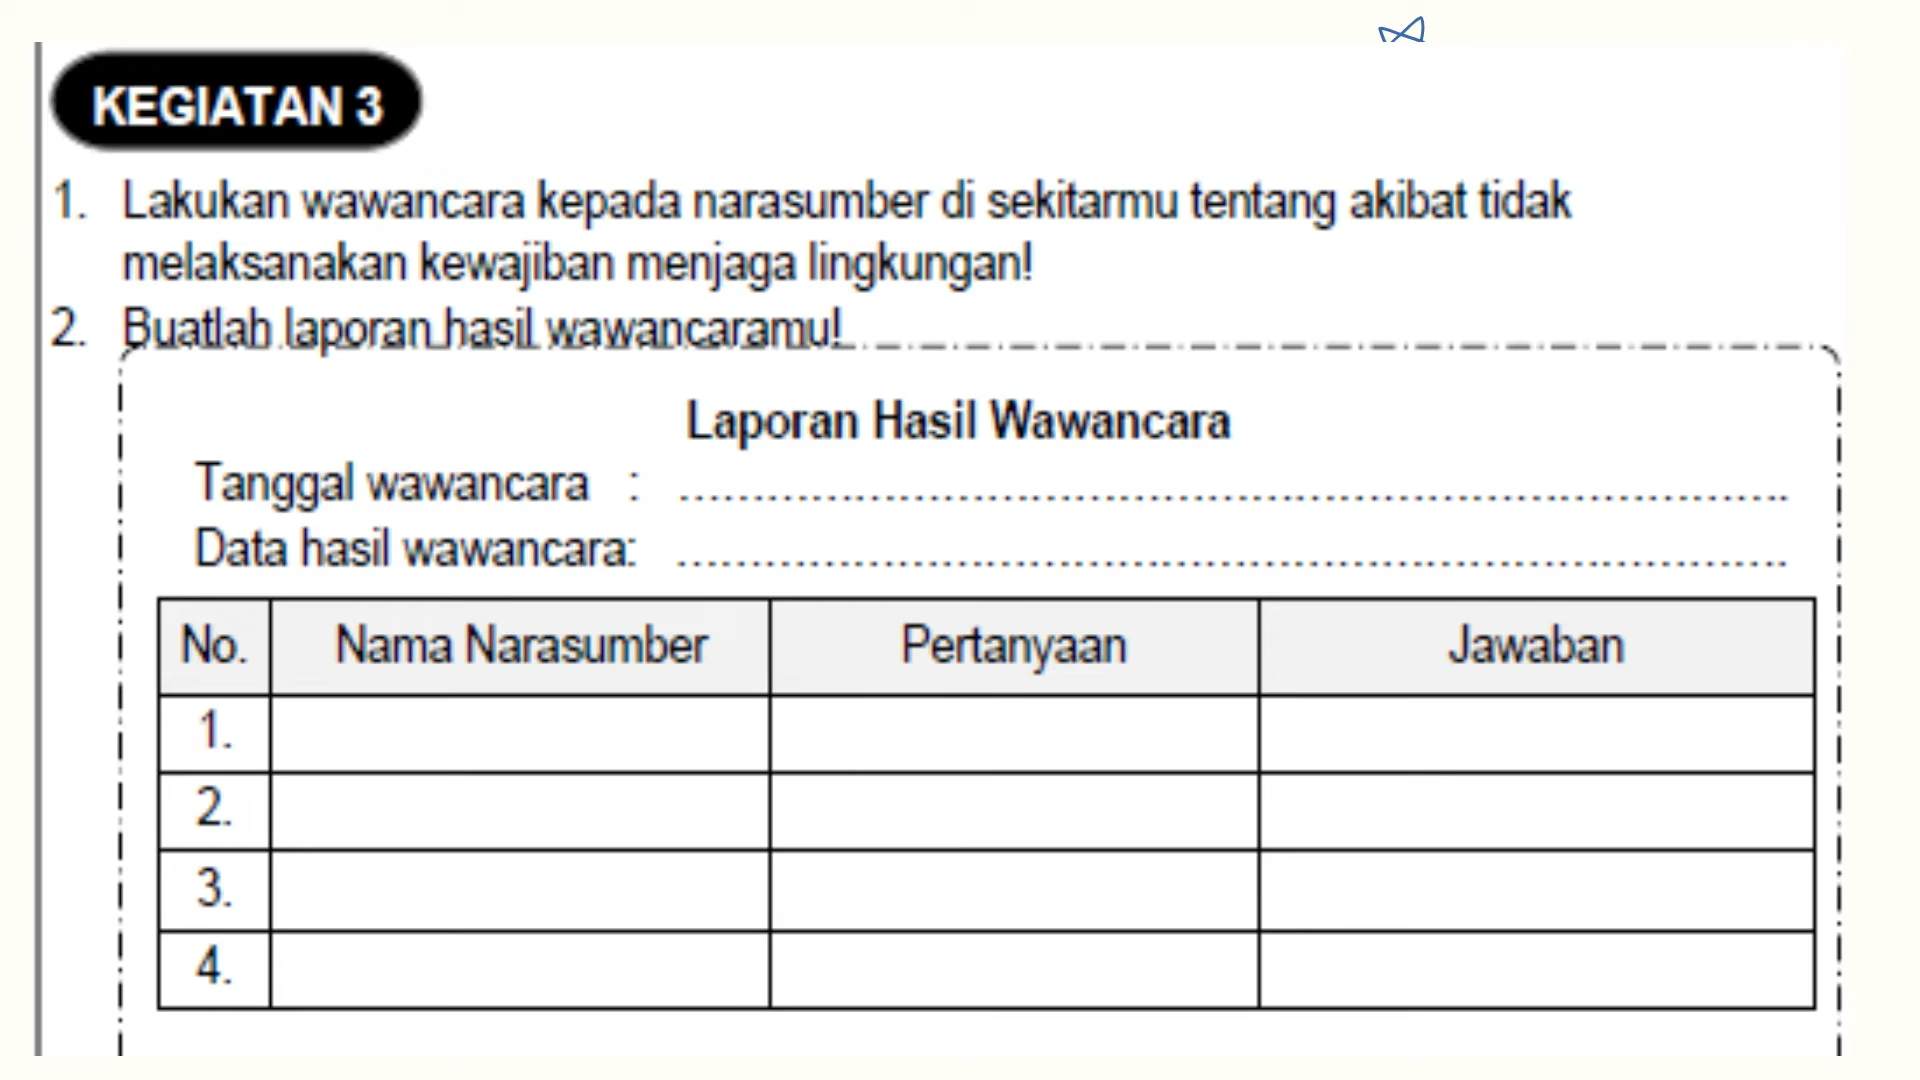 KEGIATAN 3
1. Lakukan wawancara kepada narasumber di sekitarmu tentang akibat tidak
melaksanakan kewajiban menjaga lingkungan!
2. Buatlah laporan hasil wawancaramu!
Laporan Hasil Wawancara
Tanggal wawancara : ..........................................................................
Data hasil wawancara: ..........................................................................
No. Nama Narasumber Pertanyaan Jawaban
1.
2.
3.
4.